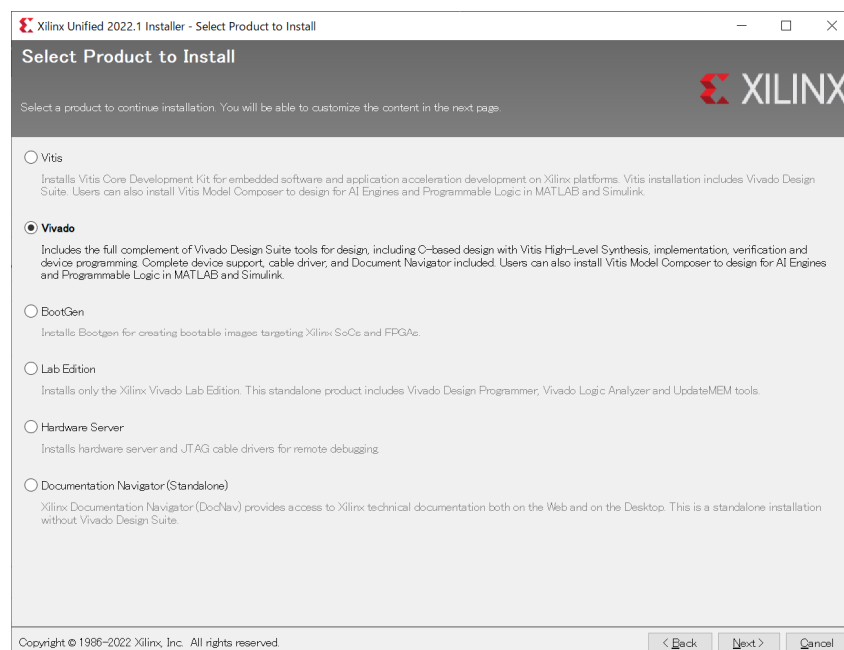 Xilinx Unified 2022.1 Installer - Select Product to Install
Select Product to Install
XILINX
Select a product to continue installation. You will be able to customize the content in the next page.
Vitis
Installs Vitis Core Development Kit for embedded software and application acceleration development on Xilinx platforms. Vitis installation includes Vivado Design
Suite. Users can also install Vitis Model Composer to design for AI Engines and Programmable Logic in MATLAB and Simulink.
Vivado
Includes the full complement of Vivado Design Suite tools for design, including C-based design with Vitis High-Level Synthesis, implementation, verification and
device programming. Complete device support, cable driver, and Document Navigator included. Users can also install Vitis Model Composer to design for AI Engines
and Programmable Logic in MATLAB and Simulink.
BootGen
Installs Bootgen for creating bootable images targeting Xilinx SoCs and FPGAs.
Lab Edition
Installs only the Xilinx Vivado Lab Edition. This standalone product includes Vivado Design Programmer, Vivado Logic Analyzer and UpdateMEM tools.
Hardware Server
Installs hardware server and JTAG cable drivers for remote debugging.
Documentation Navigator (Standalone)
Xilinx Documentation Navigator (DocNav) provides access to Xilinx technical documentation both on the Web and on the Desktop. This is a standalone installation
without Vivado Design Suite.
Copyright © 1986-2022 Xilinx, Inc. All rights reserved.
< Back Next > Cancel